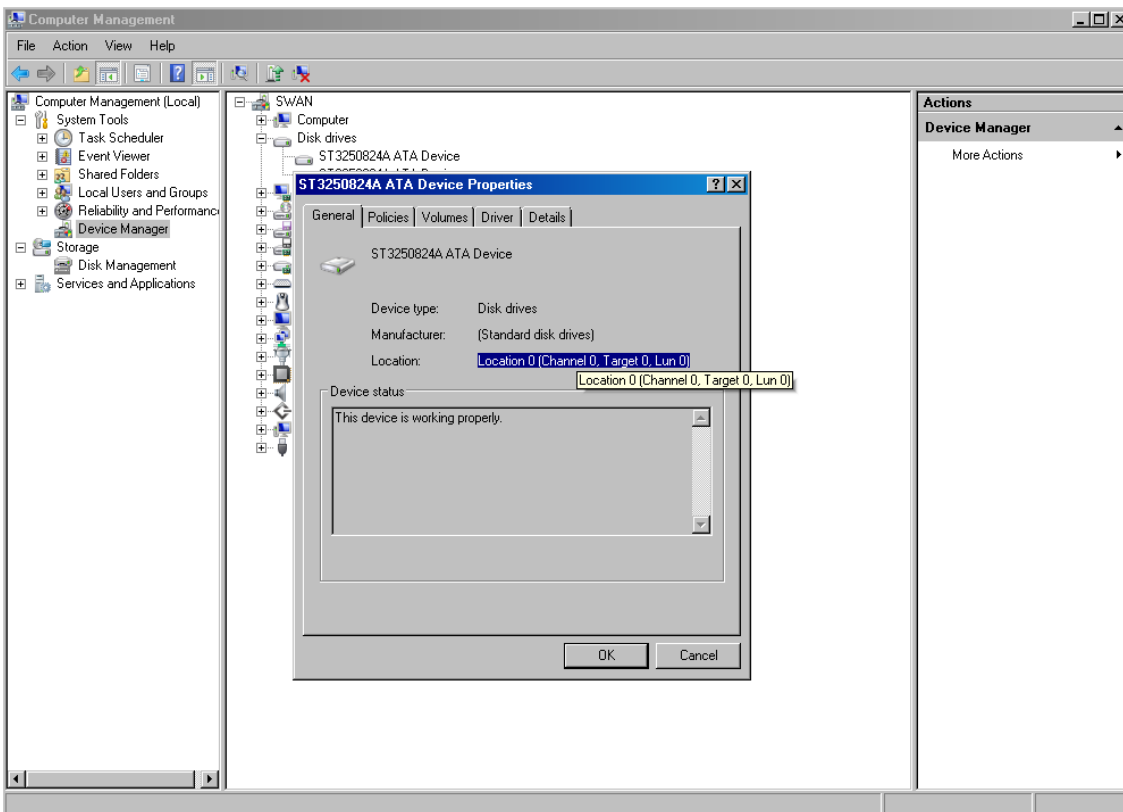 Computer Management
File Action View Help
Computer Management (Local)
System Tools
Task Scheduler
Event Viewer
Shared Folders
Local Users and Groups
Reliability and Performanc
Device Manager
Storage
Disk Management
Services and Applications
SWAN
Computer
Disk drives
ST3250824A ATA Device
ST3250824A ATA Device Properties
General Policies Volumes Driver Details
ST3250824A ATA Device
Device type: Disk drives
Manufacturer: (Standard disk drives)
Location: Location 0 (Channel 0, Target 0, Lun 0)
Location 0 (Channel 0, Target 0, Lun 0)
Device status
This device is working properly.
OK Cancel
Actions
Device Manager
More Actions